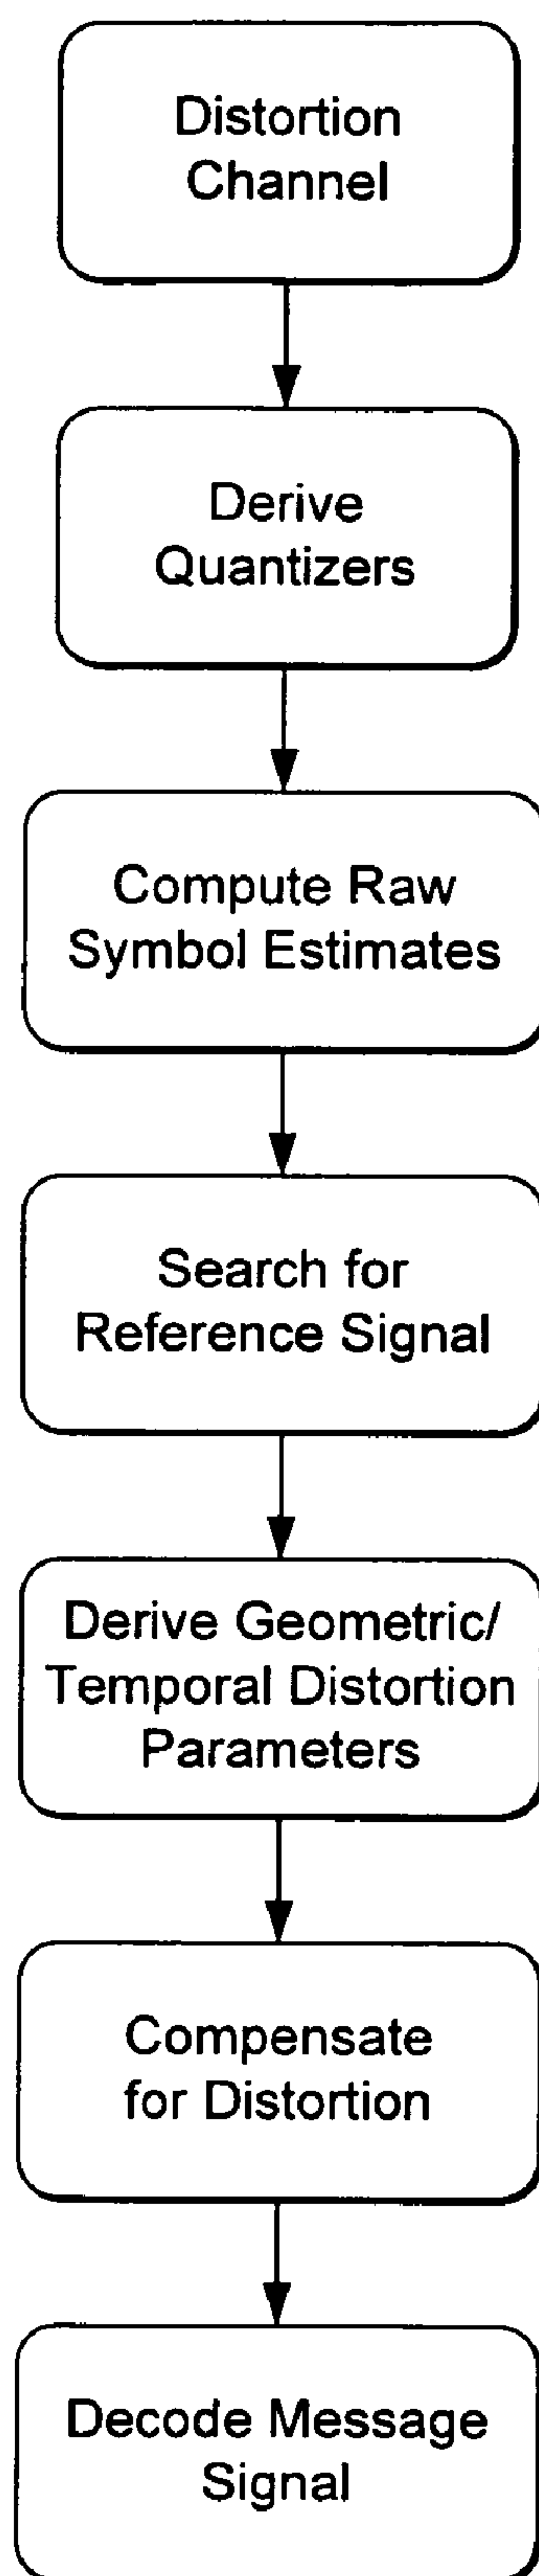 Distortion
Channel
Derive
Quantizers
Compute Raw
Symbol Estimates
Search for
Reference Signal
Derive Geometric/
Temporal Distortion
Parameters
Compensate
for Distortion
Decode Message
Signal